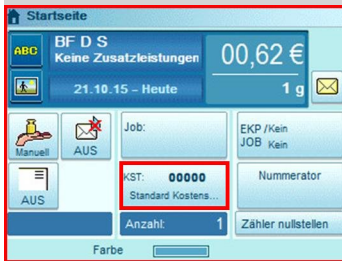 Startseite
ABC
BF D S
Keine Zusatzleistungen
00,62 €
21.10.15 – Heute
1 g
Manuell
AUS
Job:
EKP /Kein
JOB Kein
AUS
KST: 00000
Standard Kostens...
Nummerator
Anzahl: 1
Zähler nullstellen
Farbe